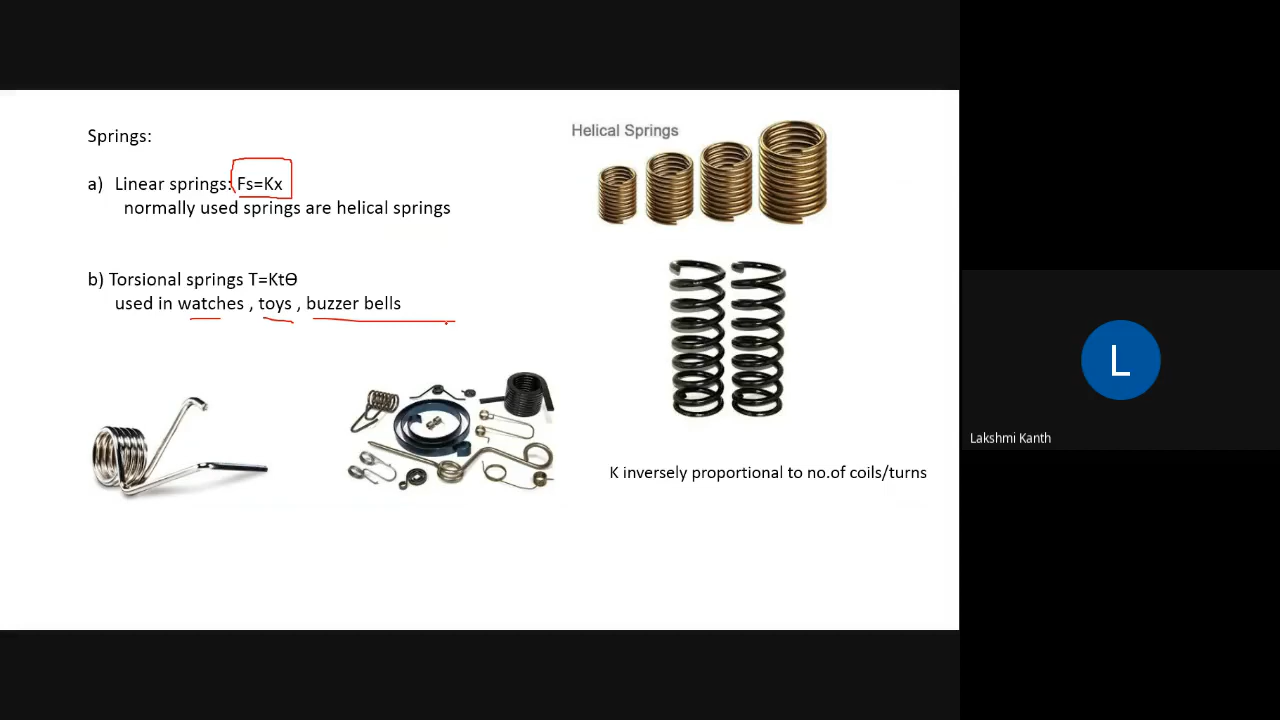 Springs:
a) Linear springs: Fs=Kx
normally used springs are helical springs
b) Torsional springs T=KtӨ
used in watches , toys , buzzer bells
Helical Springs
K inversely proportional to no.of coils/turns
L
Lakshmi Kanth